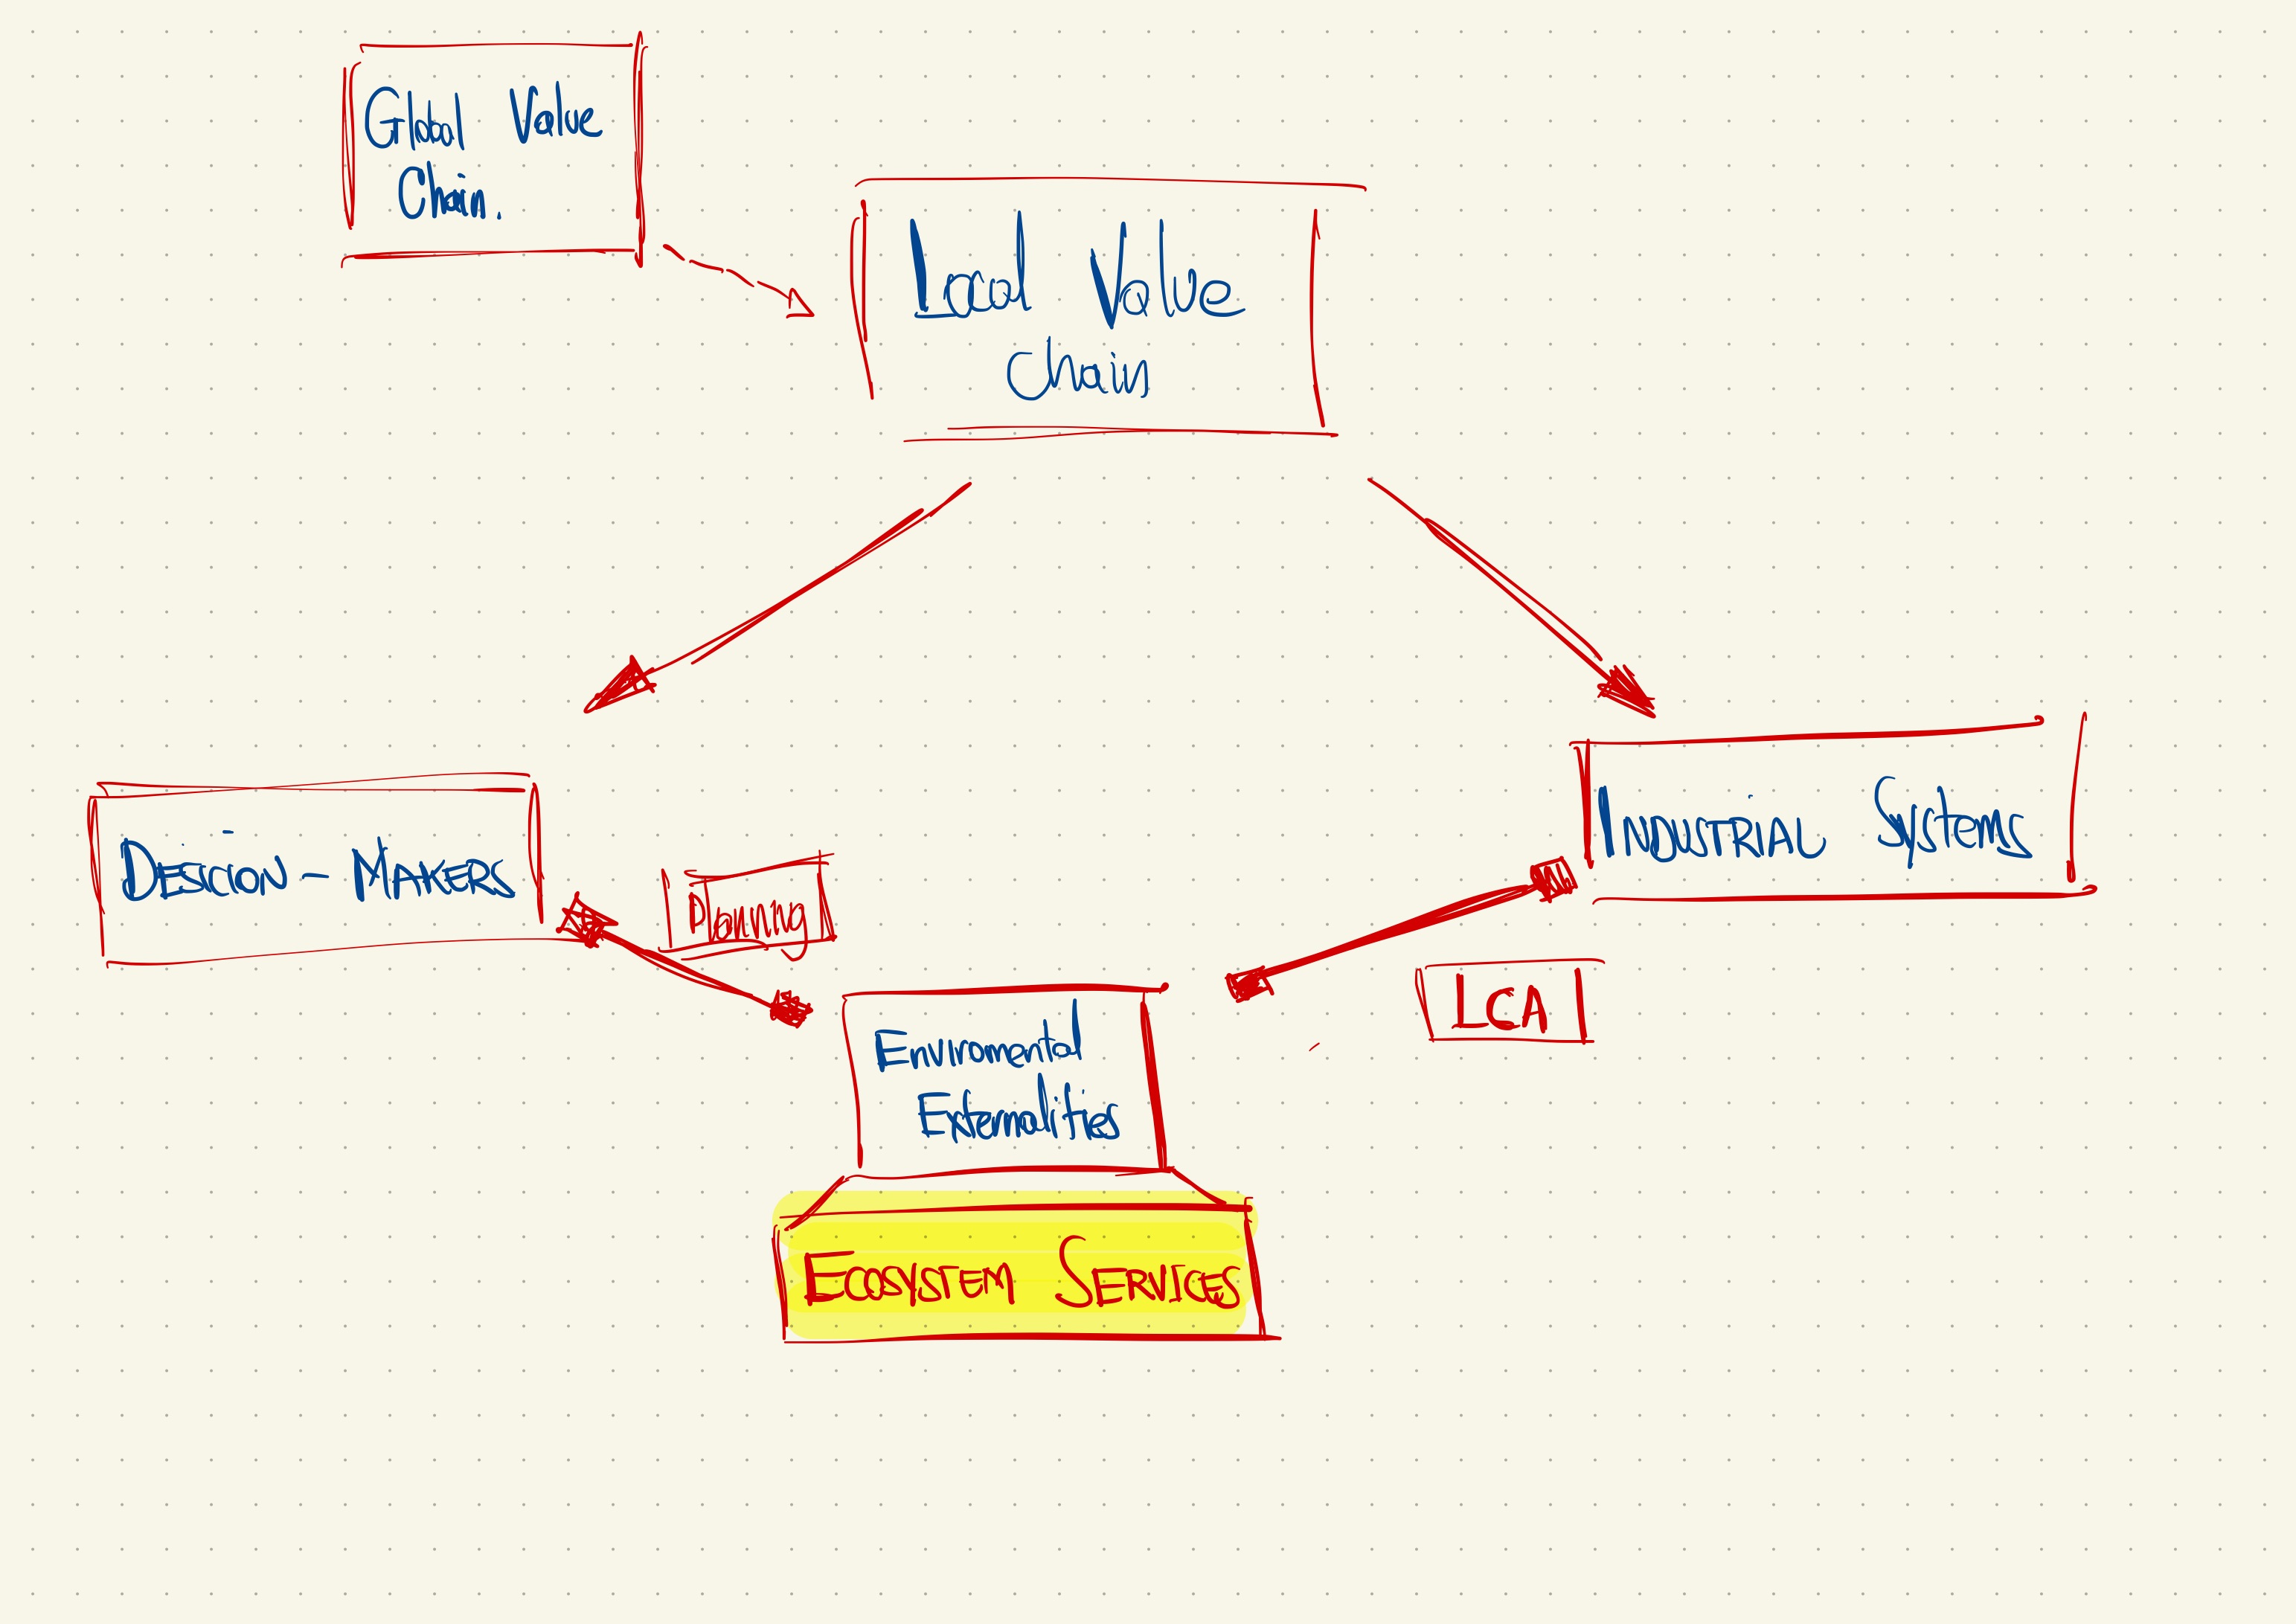 Global Value
Chain.
Local Value
Chain
DESICION - MAKERS
INDUSTRIAL SYSTEMS
Planning
LCA
Enviromental
Externalities
ECOSYSTEM SERVICES